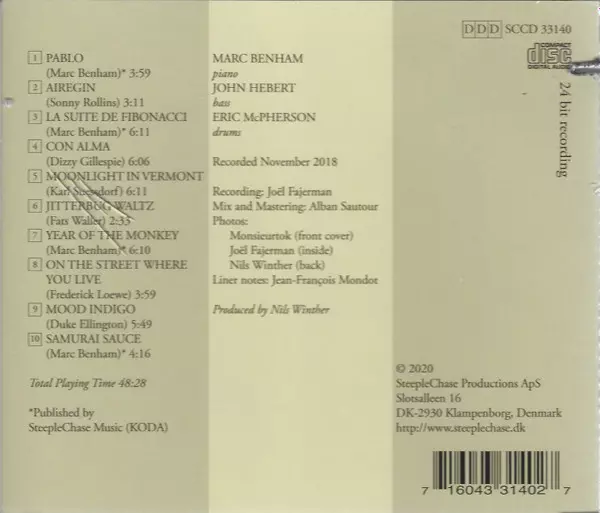 1 PABLO
(Marc Benham)* 3:59
2 AIREGIN
(Sonny Rollins) 3:11
3 LA SUITE DE FIBONACCI
(Marc Benham)* 6:11
4 CON ALMA
(Dizzy Gillespie) 6:06
5 MOONLIGHT IN VERMONT
(Karl Suessdorf) 6:11
6 JITTERBUG WALTZ
(Fats Waller) 2:33
7 YEAR OF THE MONKEY
(Marc Benham)* 6:10
8 ON THE STREET WHERE
YOU LIVE
(Frederick Loewe) 3:59
9 MOOD INDIGO
(Duke Ellington) 5:49
10 SAMURAI SAUCE
(Marc Benham)* 4:16
Total Playing Time 48:28
*Published by
SteepleChase Music (KODA)
MARC BENHAM
piano
JOHN HEBERT
bass
ERIC McPHERSON
drums
Recorded November 2018
Recording: Joël Fajerman
Mix and Mastering: Alban Sautour
Photos:
Monsieurtok (front cover)
Joël Fajerman (inside)
Nils Winther (back)
Liner notes: Jean-François Mondot
Produced by Nils Winther
DDD SCCD 33140
COMPACT
disc
DIGITAL AUDIO
24 bit recording
© 2020
SteepleChase Productions ApS
Slotsalleen 16
DK-2930 Klampenborg, Denmark
http://www.steeplechase.dk
7 16043 31402 7